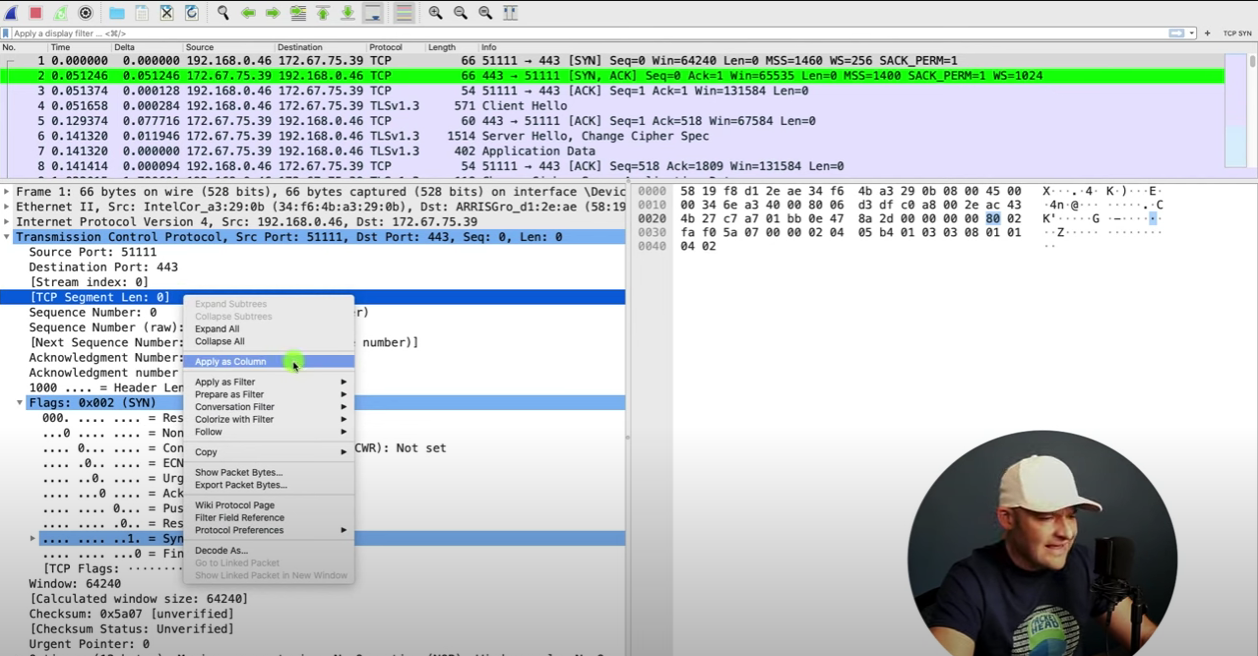 Apply a display filter ... <⌘/>
+ TCP SYN
No. Time Delta Source Destination Protocol Length Info
1 0.000000 0.000000 192.168.0.46 172.67.75.39 TCP 66 51111 → 443 [SYN] Seq=0 Win=64240 Len=0 MSS=1460 WS=256 SACK_PERM=1
2 0.051246 0.051246 172.67.75.39 192.168.0.46 TCP 66 443 → 51111 [SYN, ACK] Seq=0 Ack=1 Win=65535 Len=0 MSS=1400 SACK_PERM=1 WS=1024
3 0.051374 0.000128 192.168.0.46 172.67.75.39 TCP 54 51111 → 443 [ACK] Seq=1 Ack=1 Win=131584 Len=0
4 0.051658 0.000284 192.168.0.46 172.67.75.39 TLSv1.3 571 Client Hello
5 0.129374 0.077716 172.67.75.39 192.168.0.46 TCP 60 443 → 51111 [ACK] Seq=1 Ack=518 Win=67584 Len=0
6 0.141320 0.011946 172.67.75.39 192.168.0.46 TLSv1.3 1514 Server Hello, Change Cipher Spec
7 0.141320 0.000000 172.67.75.39 192.168.0.46 TLSv1.3 402 Application Data
8 0.141414 0.000094 192.168.0.46 172.67.75.39 TCP 54 51111 → 443 [ACK] Seq=518 Ack=1809 Win=131584 Len=0
Frame 1: 66 bytes on wire (528 bits), 66 bytes captured (528 bits) on interface \Devic
Ethernet II, Src: IntelCor_a3:29:0b (34:f6:4b:a3:29:0b), Dst: ARRISGro_d1:2e:ae (58:19
Internet Protocol Version 4, Src: 192.168.0.46, Dst: 172.67.75.39
Transmission Control Protocol, Src Port: 51111, Dst Port: 443, Seq: 0, Len: 0
Source Port: 51111
Destination Port: 443
[Stream index: 0]
[TCP Segment Len: 0]
Sequence Number: 0 er)
Sequence Number (raw):
[Next Sequence Number: number)]
Acknowledgment Number:
Acknowledgment number
1000 .... = Header Len
Flags: 0x002 (SYN)
000. .... .... = Res
...0 .... .... = Non
.... 0... .... = Con CWR): Not set
.... .0.. .... = ECN
.... ..0. .... = Urg
.... ...0 .... = Ack
.... .... 0... = Pus
.... .... .0.. = Res
.... .... ..1. = Syn
.... .... ...0 = Fin
[TCP Flags: ·······
Window: 64240
[Calculated window size: 64240]
Checksum: 0x5a07 [unverified]
[Checksum Status: Unverified]
Urgent Pointer: 0
Expand Subtrees
Collapse Subtrees
Expand All
Collapse All
Apply as Column
Apply as Filter
Prepare as Filter
Conversation Filter
Colorize with Filter
Follow
Copy
Show Packet Bytes...
Export Packet Bytes...
Wiki Protocol Page
Filter Field Reference
Protocol Preferences
Decode As...
Go to Linked Packet
Show Linked Packet in New Window
0000 58 19 f8 d1 2e ae 34 f6 4b a3 29 0b 08 00 45 00 X···.·4· K·)···E·
0010 00 34 6e a3 40 00 80 06 d3 df c0 a8 00 2e ac 43 ·4n·@··· ·····.·C
0020 4b 27 c7 a7 01 bb 0e 47 8a 2d 00 00 00 00 80 02 K'·····G ·-······
0030 fa f0 5a 07 00 00 02 04 05 b4 01 03 03 08 01 01 ··Z····· ········
0040 04 02 ··
PACKET
HEAD